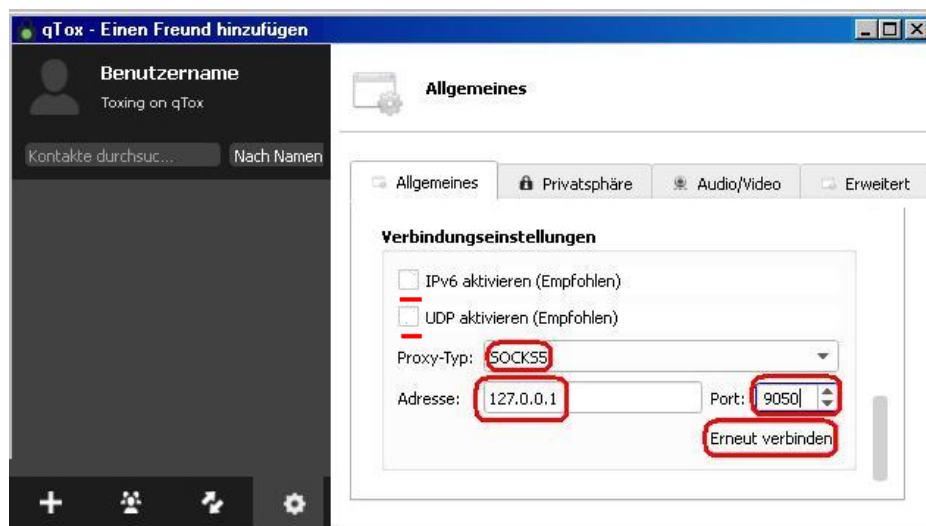 qTox - Einen Freund hinzufügen
Benutzername
Toxing on qTox
Kontakte durchsuc...
Nach Namen
Allgemeines
Allgemeines
Privatsphäre
Audio/Video
Erweitert
Verbindungseinstellungen
IPv6 aktivieren (Empfohlen)
UDP aktivieren (Empfohlen)
Proxy-Typ: SOCKS5
Adresse: 127.0.0.1 Port: 9050
Erneut verbinden